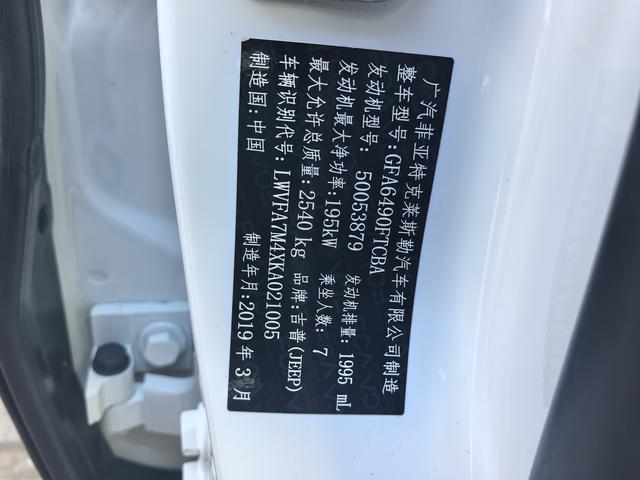 广汽菲亚特克莱斯勒汽车有限公司制造
整车型号:GFA6490FTCBA
发动机型号: 50053879 发动机排量:1995 mL
发动机最大净功率:195kW 乘坐人数: 7
最大允许总质量:2540 kg 品牌:吉普(JEEP)
车辆识别代号:LWVFA7M4XKA021005
制造国:中国 制造年月:2019 年 3 月